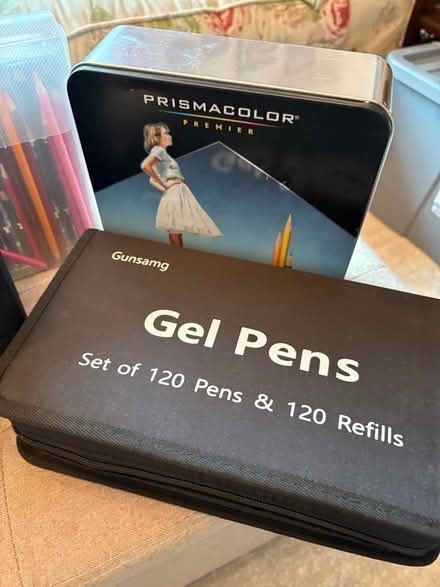 PRISMACOLOR®
PREMIER
Gunsamg
Gel Pens
Set of 120 Pens & 120 Refills